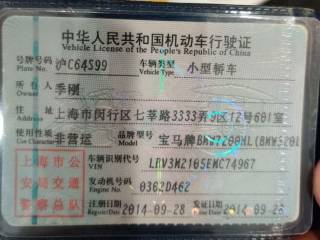 中华人民共和国机动车行驶证
Vehicle License of the People's Republic of China
号牌号码 沪C64S99 车辆类型 小型轿车
Plate No. Vehicle Type
所有人 季刚
Owner
住址 上海市闵行区七莘路3333弄9区12号601室
Address
使用性质 非营运 品牌型号 宝马牌BMW7200ML(BMW3201
Use Character Model
上海市公 安局交通 警察总队
车辆识别代号 LBV3M2105EMC74967
VIN
发动机号码 0362D462
Engine No.
注册日期 2014-09-28 发证日期 2014-09-28
Register Date Issue Date